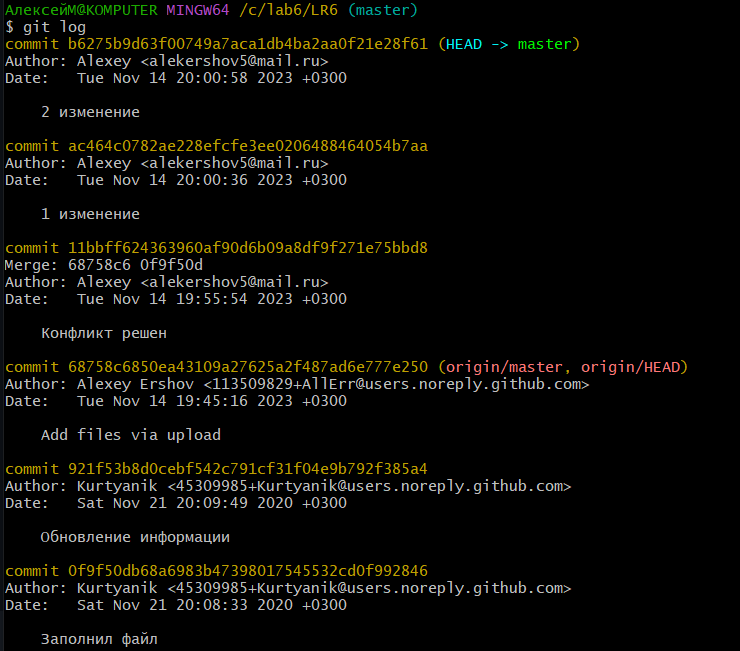 АлексейМ@KOMPUTER MINGW64 /c/lab6/LR6 (master)
$ git log
commit b6275b9d63f00749a7aca1db4ba2aa0f21e28f61 (HEAD -> master)
Author: Alexey <alekershov5@mail.ru>
Date:   Tue Nov 14 20:00:58 2023 +0300
2 изменение
commit ac464c0782ae228efcfe3ee0206488464054b7aa
Author: Alexey <alekershov5@mail.ru>
Date:   Tue Nov 14 20:00:36 2023 +0300
1 изменение
commit 11bbff624363960af90d6b09a8df9f271e75bbd8
Merge: 68758c6 0f9f50d
Author: Alexey <alekershov5@mail.ru>
Date:   Tue Nov 14 19:55:54 2023 +0300
Конфликт решен
commit 68758c6850ea43109a27625a2f487ad6e777e250 (origin/master, origin/HEAD)
Author: Alexey Ershov <113509829+AllErr@users.noreply.github.com>
Date:   Tue Nov 14 19:45:16 2023 +0300
Add files via upload
commit 921f53b8d0cebf542c791cf31f04e9b792f385a4
Author: Kurtyanik <45309985+Kurtyanik@users.noreply.github.com>
Date:   Sat Nov 21 20:09:49 2020 +0300
Обновление информации
commit 0f9f50db68a6983b47398017545532cd0f992846
Author: Kurtyanik <45309985+Kurtyanik@users.noreply.github.com>
Date:   Sat Nov 21 20:08:33 2020 +0300
Заполнил файл